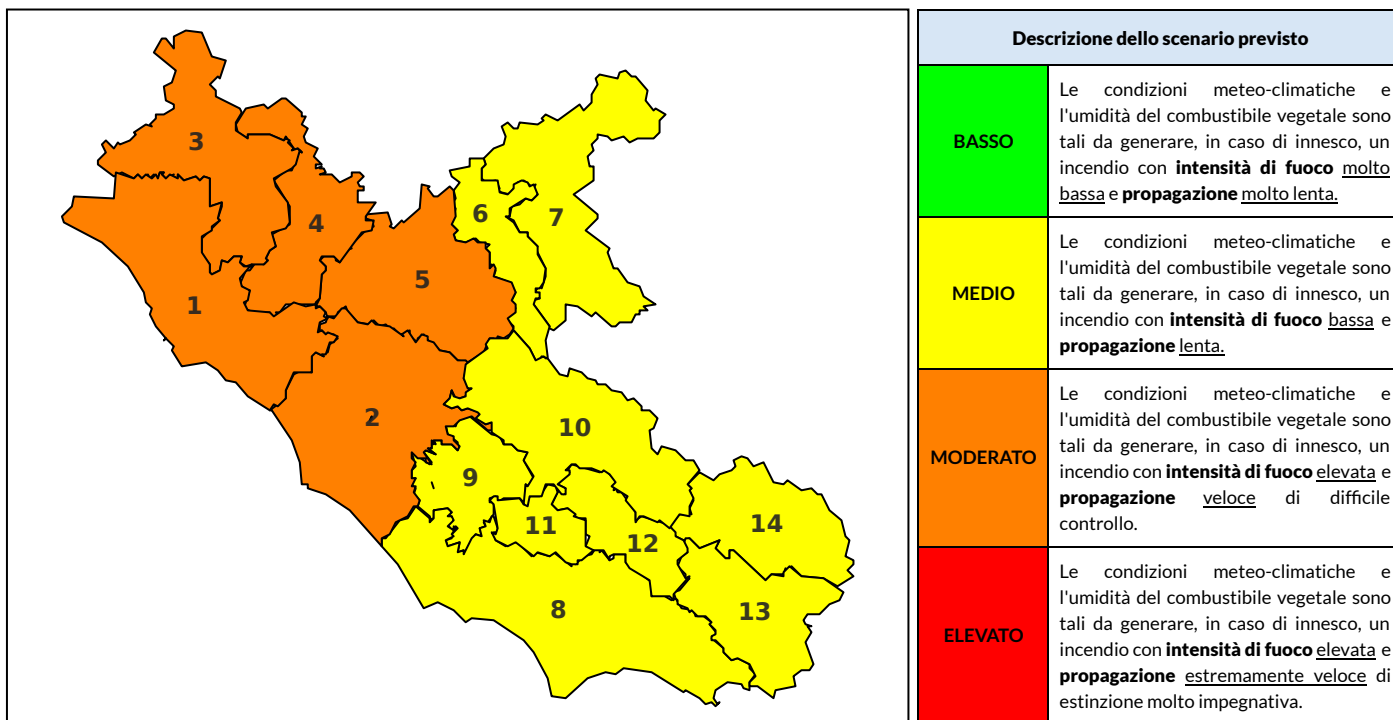 3
6
7
4
5
1
2
10
9
11
14
12
8
13
Descrizione dello scenario previsto
BASSO
Le condizioni meteo-climatiche e
l'umidità del combustibile vegetale sono
tali da generare, in caso di innesco, un
incendio con intensità di fuoco molto
bassa e propagazione molto lenta.
MEDIO
Le condizioni meteo-climatiche e
l'umidità del combustibile vegetale sono
tali da generare, in caso di innesco, un
incendio con intensità di fuoco bassa e
propagazione lenta.
MODERATO
Le condizioni meteo-climatiche e
l'umidità del combustibile vegetale sono
tali da generare, in caso di innesco, un
incendio con intensità di fuoco elevata e
propagazione veloce di difficile
controllo.
ELEVATO
Le condizioni meteo-climatiche e
l'umidità del combustibile vegetale sono
tali da generare, in caso di innesco, un
incendio con intensità di fuoco elevata e
propagazione estremamente veloce di
estinzione molto impegnativa.